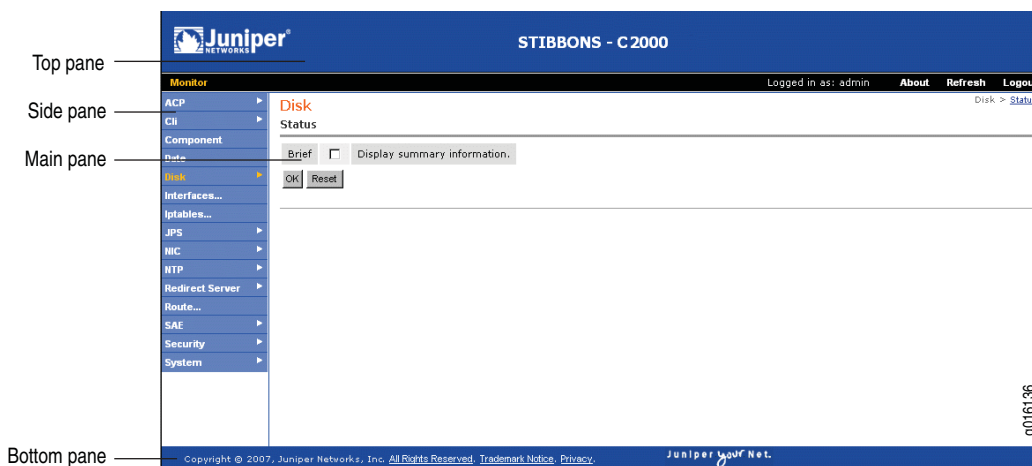 Juniper
NETWORKS
STIBBONS - C2000
Top pane
Monitor
Logged in as: admin About Refresh Logou
Side pane
ACP
Cli
Component
Date
Disk
Interfaces...
Iptables...
JPS
NIC
NTP
Redirect Server
Route...
SAE
Security
System
Disk > Statu
Disk
Status
Main pane
Brief Display summary information.
OK Reset
g016136
Bottom pane
Copyright © 2007, Juniper Networks, Inc. All Rights Reserved. Trademark Notice. Privacy.
Juniper your Net.